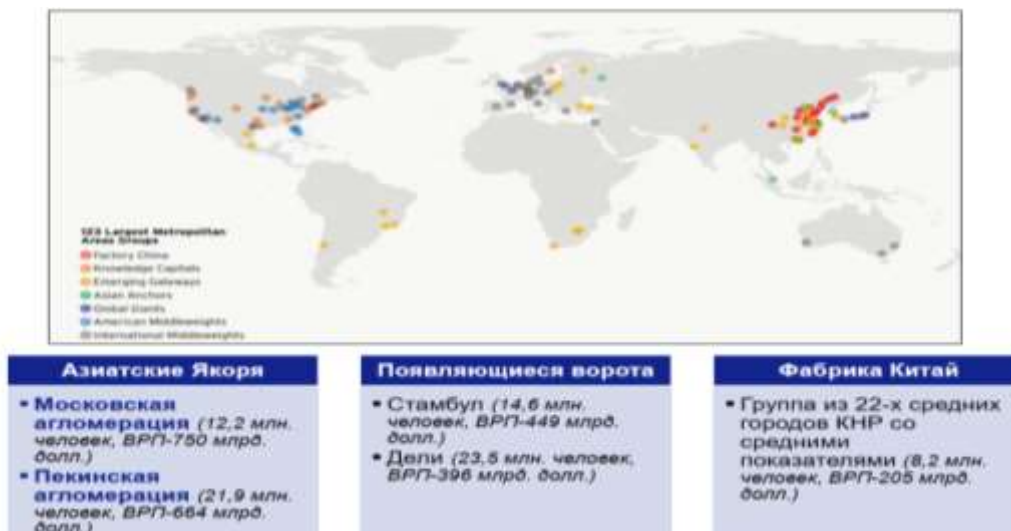 123 Largest Metropolitan
Areas Groups
Factory China
Knowledge Capitals
Emerging Gateways
Asian Anchors
Global Giants
American Middleweights
International Middleweights
Азиатские Якоря
▪ Московская
агломерация (12,2 млн.
человек, ВРП-750 млрд.
долл.)
▪ Пекинская
агломерация (21,9 млн.
человек, ВРП-664 млрд.
долл.)
Появляющиеся ворота
▪ Стамбул (14,6 млн.
человек, ВРП-449 млрд.
долл.)
▪ Дели (23,5 млн. человек,
ВРП-396 млрд. долл.)
Фабрика Китай
▪ Группа из 22-х средних
городов КНР со
средними
показателями (8,2 млн.
человек, ВРП-205 млрд.
долл.)